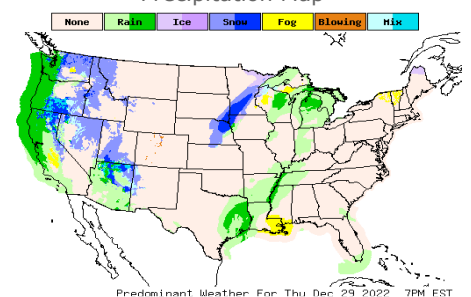 Precipitation Map
None Rain Ice Snow Fog Blowing Mix
Predominant Weather For Thu Dec 29 2022 7PM EST